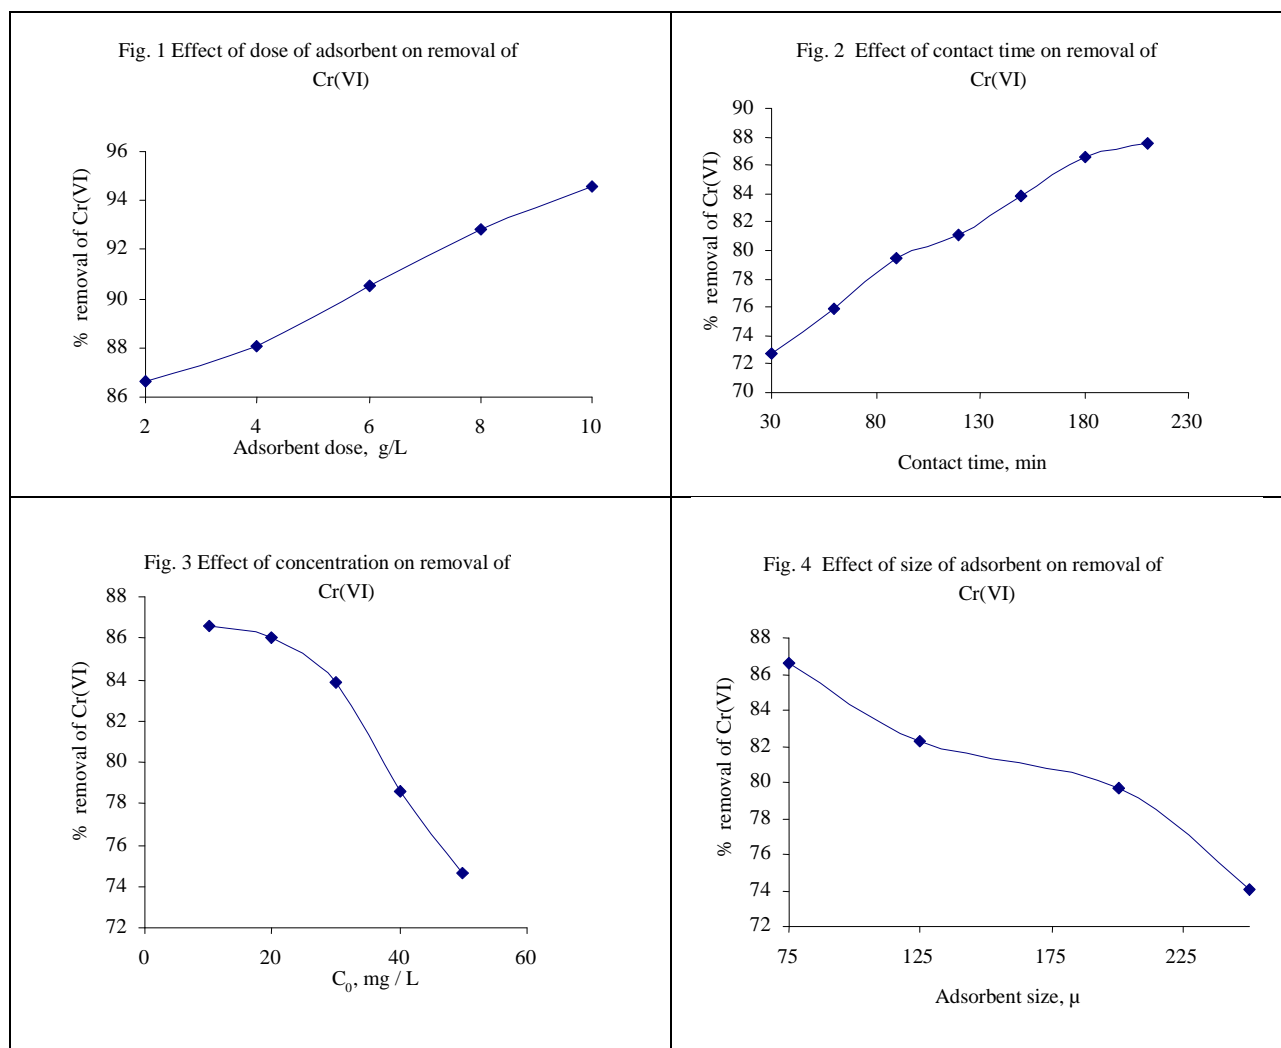 Fig. 1 Effect of dose of adsorbent on removal of
Cr(VI)
% removal of Cr(VI)
96
94
92
90
88
86
2 4 6 8 10
Adsorbent dose, g/L
Fig. 2 Effect of contact time on removal of
Cr(VI)
% removal of Cr(VI)
90
88
86
84
82
80
78
76
74
72
70
30 80 130 180 230
Contact time, min
Fig. 3 Effect of concentration on removal of
Cr(VI)
% removal of Cr(VI)
88
86
84
82
80
78
76
74
72
0 20 40 60
C₀, mg / L
Fig. 4 Effect of size of adsorbent on removal of
Cr(VI)
% removal of Cr(VI)
88
86
84
82
80
78
76
74
72
75 125 175 225
Adsorbent size, µ